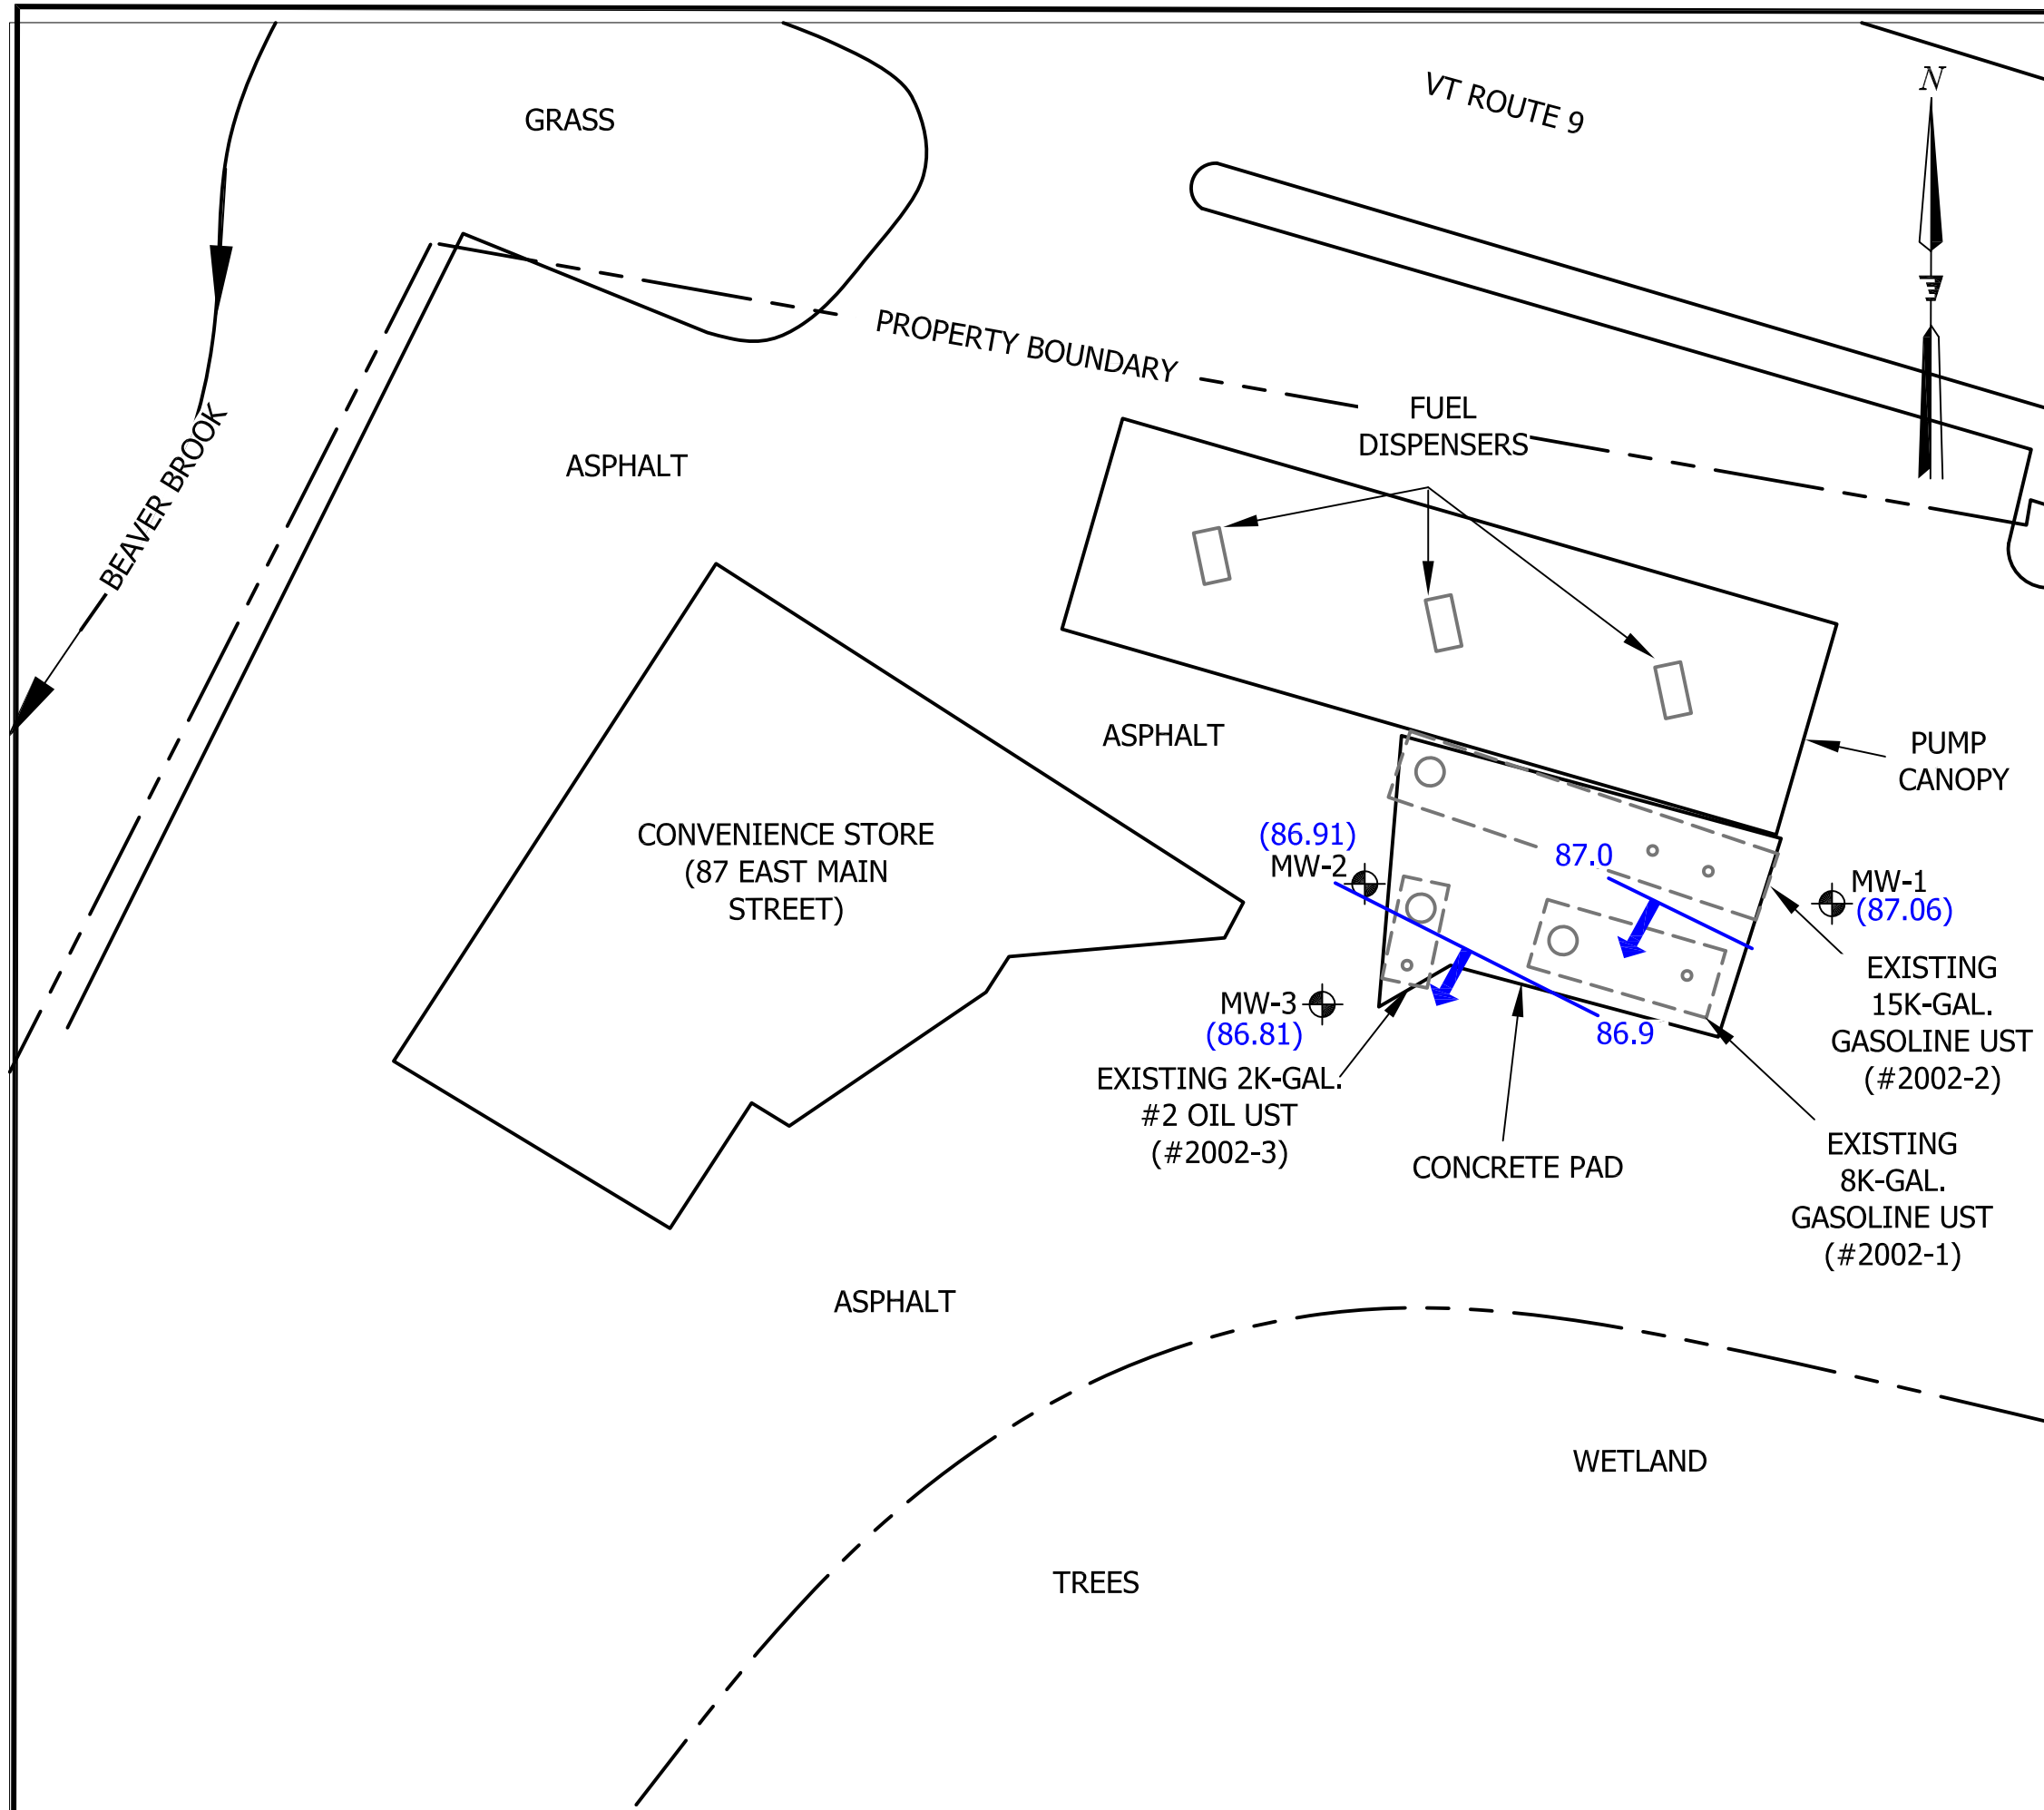 GRASS
VT ROUTE 9
N
PROPERTY BOUNDARY
FUEL
DISPENSERS
BEAVER BROOK
ASPHALT
ASPHALT
PUMP
CANOPY
CONVENIENCE STORE
(87 EAST MAIN
STREET)
(86.91)
MW-2
87.0
MW-1
(87.06)
MW-3
(86.81)
86.9
EXISTING
15K-GAL.
GASOLINE UST
(#2002-2)
EXISTING 2K-GAL.
#2 OIL UST
(#2002-3)
CONCRETE PAD
EXISTING
8K-GAL.
GASOLINE UST
(#2002-1)
ASPHALT
WETLAND
TREES